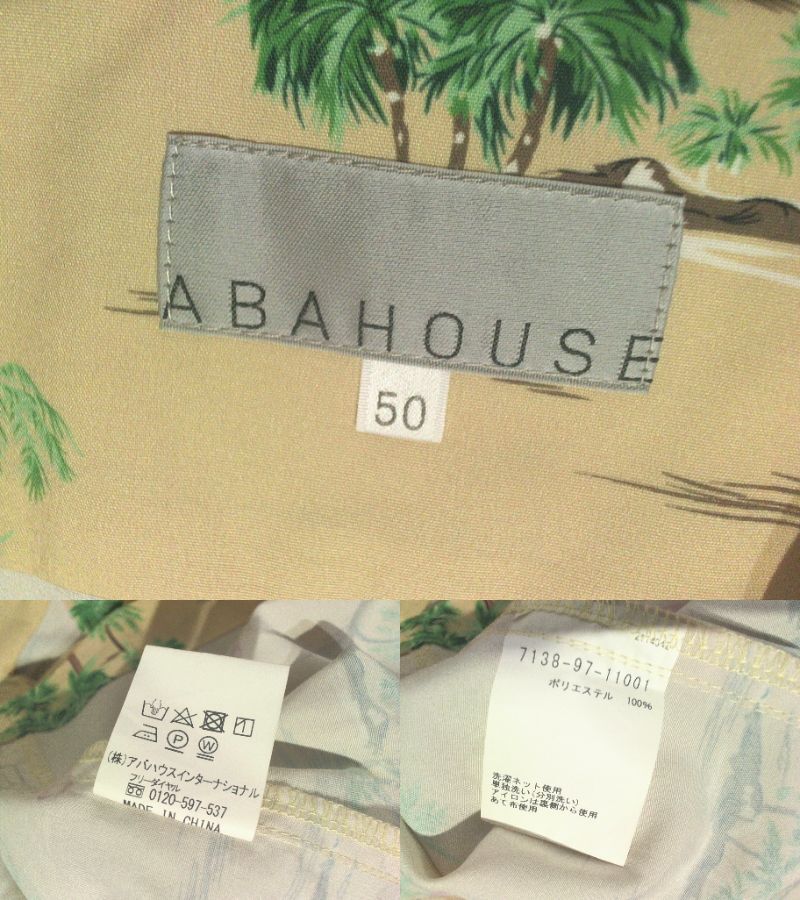 ABAHOUSE
50
P W
(株)アバハウスインターナショナル
フリーダイヤル
0120-597-537
MADE IN CHINA
7138-97-11001
ポリエステル 100%
洗濯ネット使用
単独洗い(分別洗い)
アイロンは裏側から使用
あて布使用